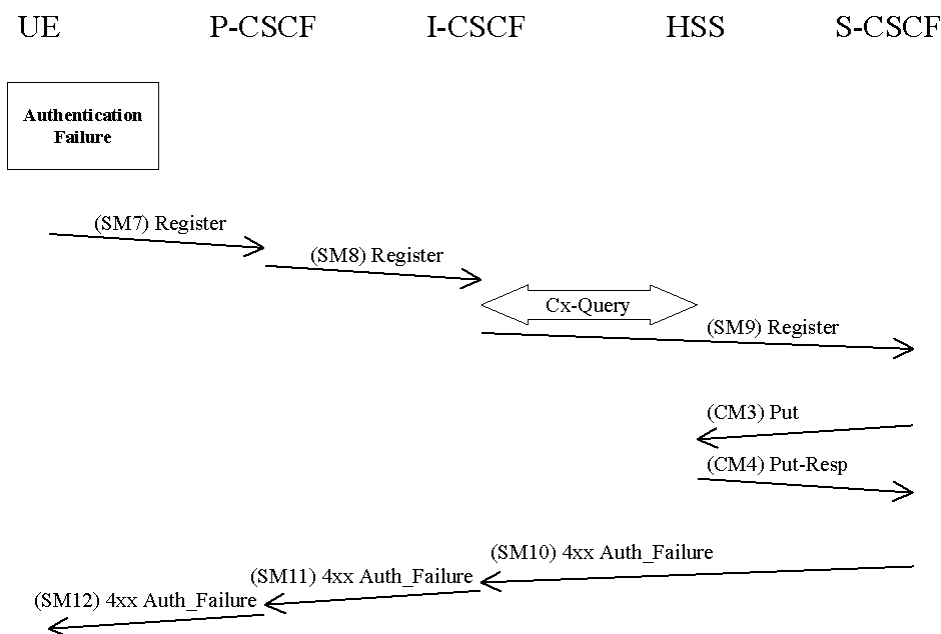 UE P-CSCF I-CSCF HSS S-CSCF
Authentication
Failure
(SM7) Register
(SM8) Register
Cx-Query
(SM9) Register
(CM3) Put
(CM4) Put-Resp
(SM10) 4xx Auth_Failure
(SM11) 4xx Auth_Failure
(SM12) 4xx Auth_Failure